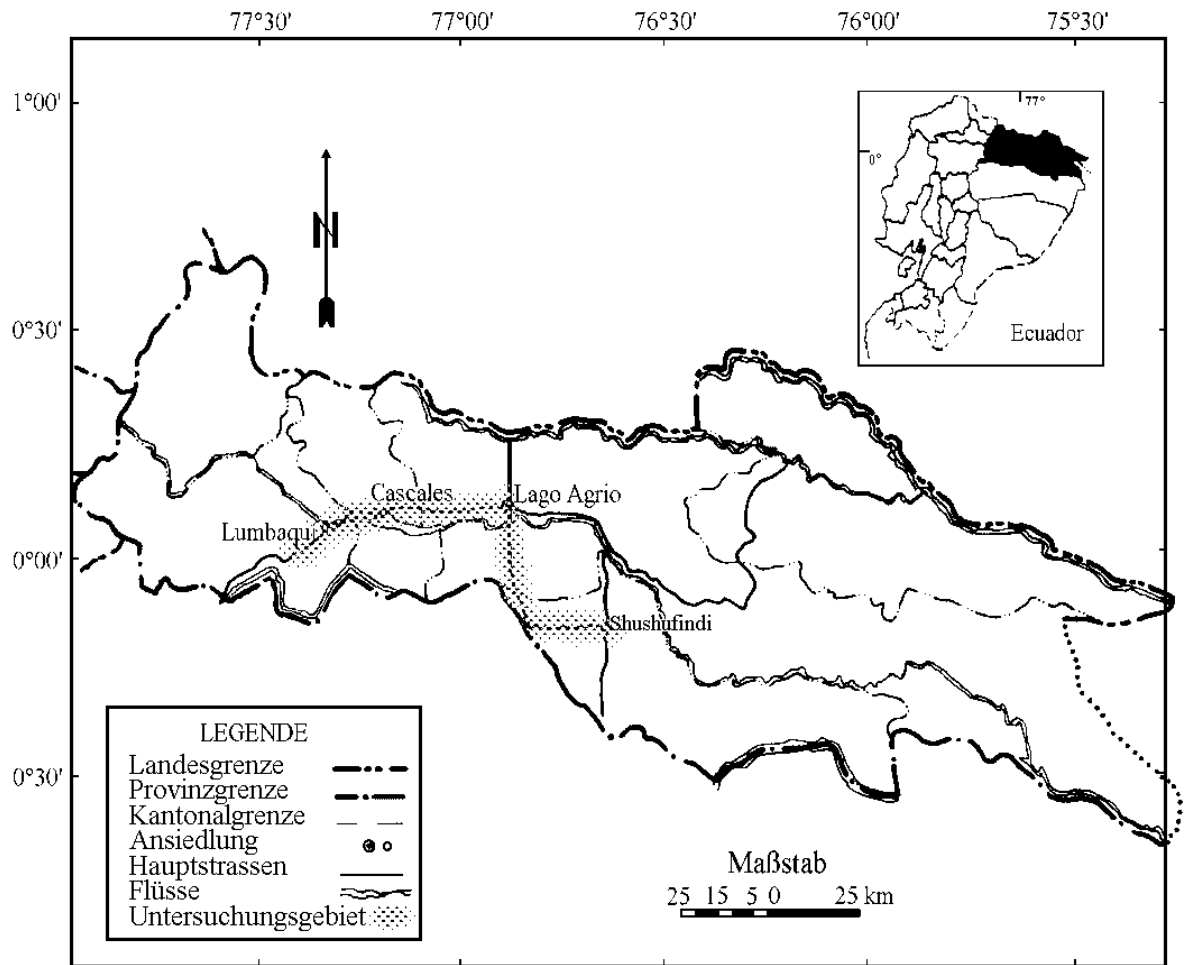 77°30' 77°00' 76°30' 76°00' 75°30'
1°00'
77°
0°
N
0°30'
Ecuador
Cascales
Lago Agrio
Lumbaqui
0°00'
Shushufindi
LEGENDE
Landesgrenze
Provinzgrenze
0°30'
Kantonalgrenze
Ansiedlung
Hauptstrassen
Flüsse
Untersuchungsgebiet
Maßstab
25 15 5 0 25 km